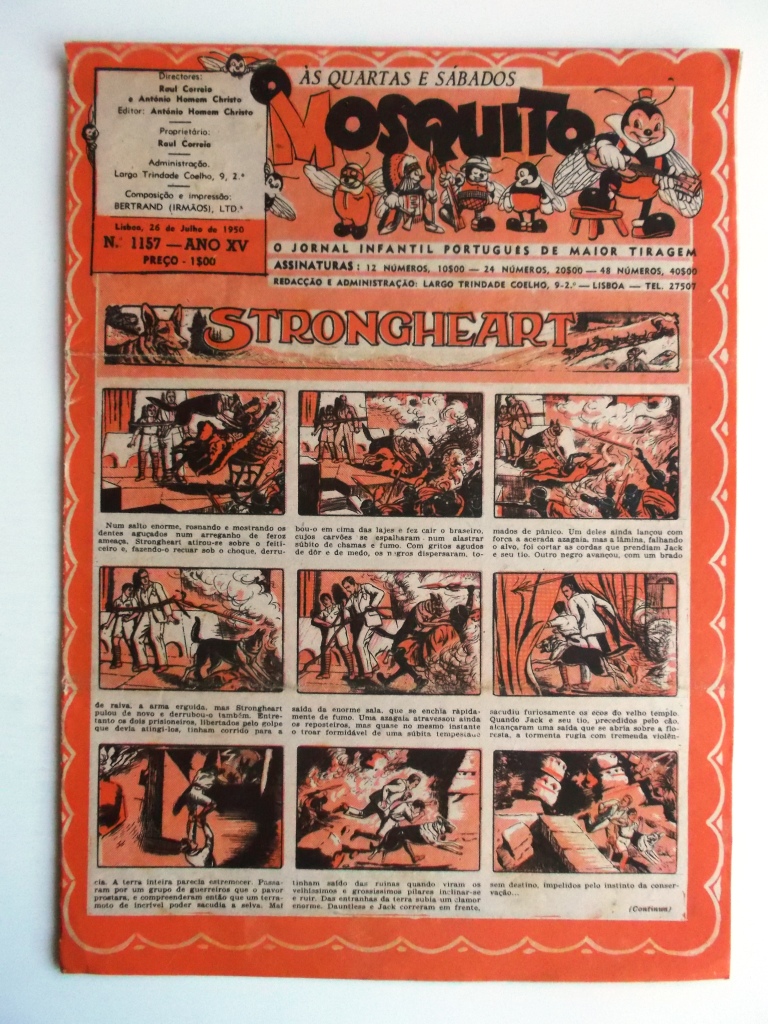 Directores:
Raul Correia
e António Homem Christo
Editor: António Homem Christo
Proprietário:
Raul Correia
Administração:
Largo Trindade Coelho, 9, 2.º
Composição e impressão:
BERTRAND (IRMÃOS), LTD.ª
Lisboa, 26 de Julho de 1950
N.º 1157 — ANO XV
PREÇO - 1$00
ÀS QUARTAS E SÁBADOS
O MOSQUITO
O JORNAL INFANTIL PORTUGUÊS DE MAIOR TIRAGEM
ASSINATURAS: 12 NÚMEROS, 10$00 — 24 NÚMEROS, 20$00 — 48 NÚMEROS, 40$00
REDACÇÃO E ADMINISTRAÇÃO: LARGO TRINDADE COELHO, 9-2.º — LISBOA — TEL. 27507
STRONGHEART
Num salto enorme, rosnando e mostrando os
dentes aguçados num arreganho de feroz
ameaça, Strongheart atirou-se sobre o feiti-
ceiro e, fazendo-o recuar sob o choque, derru-
bou-o em cima das lajes e fez cair o braseiro,
cujos carvões se espalharam num alastrar
súbito de chamas e fumo. Com gritos agudos
de dôr e de medo, os negros dispersaram, to-
mados de pânico. Um deles ainda lançou com
força a acerada azagaia, mas a lâmina, falhando
o alvo, foi cortar as cordas que prendiam Jack
e seu tio. Outro negro avançou, com um brado
de raiva, a arma erguida, mas Strongheart
pulou de novo e derrubou-o também. Entre-
tanto os dois prisioneiros, libertados pelo golpe
que devia atingi-los, tinham corrido para a
saída da enorme sala, que se enchia rápida-
mente de fumo. Uma azagaia atravessou ainda
os reposteiros, mas quase no mesmo instante
o troar formidável de uma súbita tempestade
sacudiu furiosamente os ecos do velho templo.
Quando Jack e seu tio, precedidos pelo cão,
alcançaram uma saída que se abria sobre a flo-
resta, a tormenta rugia com tremenda violên-
cia. A terra inteira parecia estremecer. Passa-
ram por um grupo de guerreiros que o pavor
prostara, e compreenderam então que um terra-
moto de incrível poder sacudia a selva. Mal
tinham saído das ruínas quando viram os
velhíssimos e grossíssimos pilares inclinar-se
e ruir. Das entranhas da terra subia um clamor
enorme. Dauntless e Jack correram em frente,
sem destino, impelidos pelo instinto da conser-
vação...
(Continua)